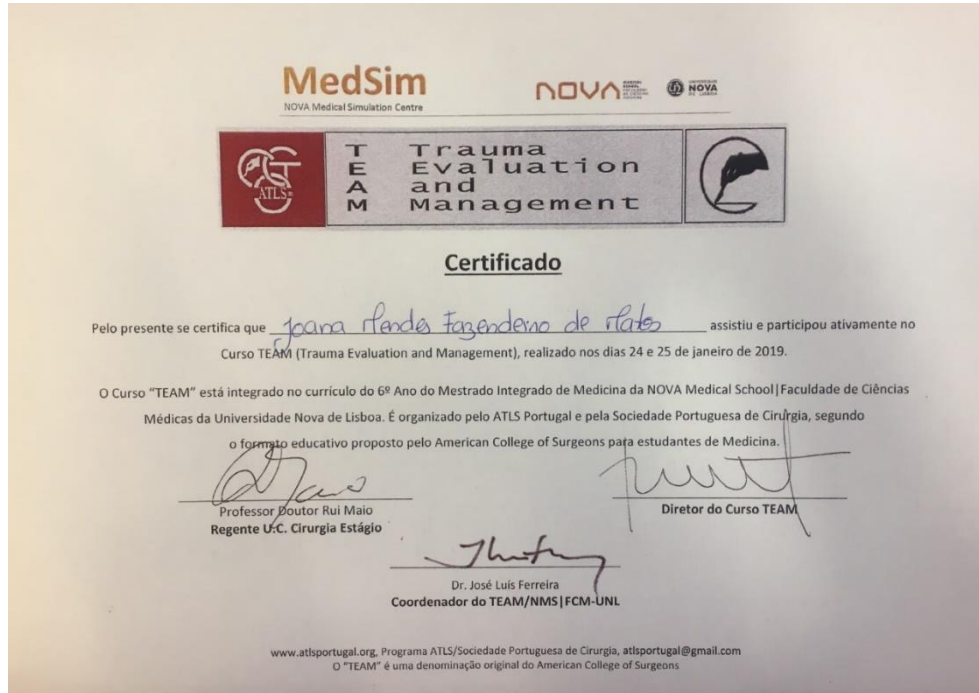 MedSim
NOVA Medical Simulation Centre
NOVA
NOVA
ATLS
T Trauma
E Evaluation
A and
M Management
Certificado
Pelo presente se certifica que Joana Mendes Fazendeiro de Matos assistiu e participou ativamente no
Curso TEAM (Trauma Evaluation and Management), realizado nos dias 24 e 25 de janeiro de 2019.
O Curso "TEAM" está integrado no currículo do 6º Ano do Mestrado Integrado de Medicina da NOVA Medical School|Faculdade de Ciências
Médicas da Universidade Nova de Lisboa. É organizado pelo ATLS Portugal e pela Sociedade Portuguesa de Cirurgia, segundo
o formato educativo proposto pelo American College of Surgeons para estudantes de Medicina.
Professor Doutor Rui Maio
Regente U.C. Cirurgia Estágio
Diretor do Curso TEAM
Dr. José Luís Ferreira
Coordenador do TEAM/NMS|FCM-UNL
www.atlsportugal.org, Programa ATLS/Sociedade Portuguesa de Cirurgia, atlsportugal@gmail.com
O "TEAM" é uma denominação original do American College of Surgeons